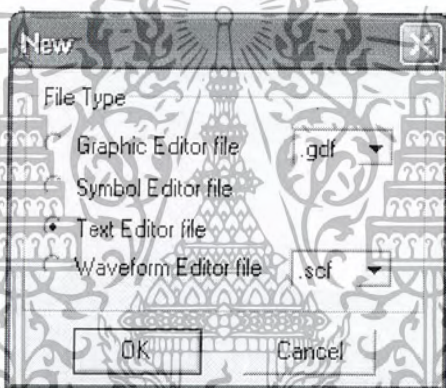 New
File Type
Graphic Editor file .gdf
Symbol Editor file
Text Editor file
Waveform Editor file .scf
OK Cancel